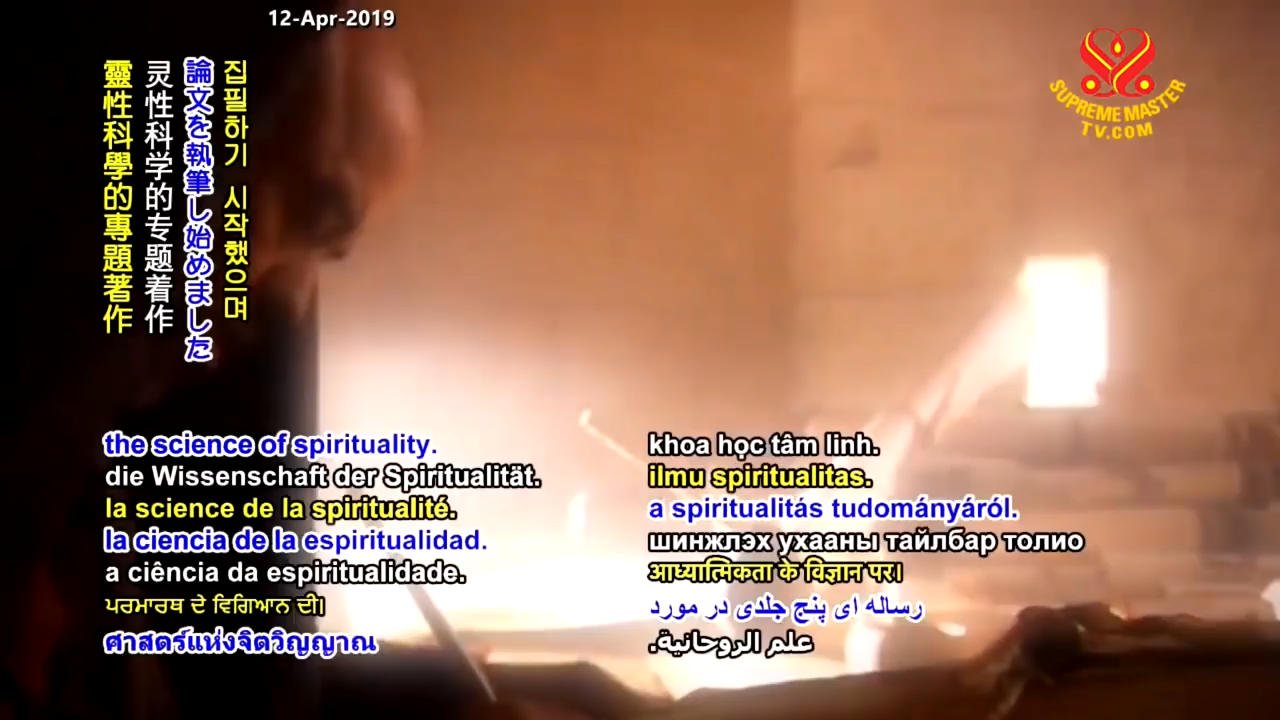 12-Apr-2019
SUPREME MASTER
TV.COM
집필하기 시작했으며
論文を執筆し始めました
灵性科学的专题着作
靈性科學的專題著作
the science of spirituality.
die Wissenschaft der Spiritualität.
la science de la spiritualité.
la ciencia de la espiritualidad.
a ciência da espiritualidade.
ਪਰਮਾਰਥ ਦੇ ਵਿਗਿਆਨ ਦੀ।
ศาสตร์แห่งจิตวิญญาณ
khoa học tâm linh.
ilmu spiritualitas.
a spiritualitás tudományáról.
шинжлэх ухааны тайлбар толио
आध्यात्मिकता के विज्ञान पर।
رساله ای پنج جلدی در مورد
علم الروحانية.